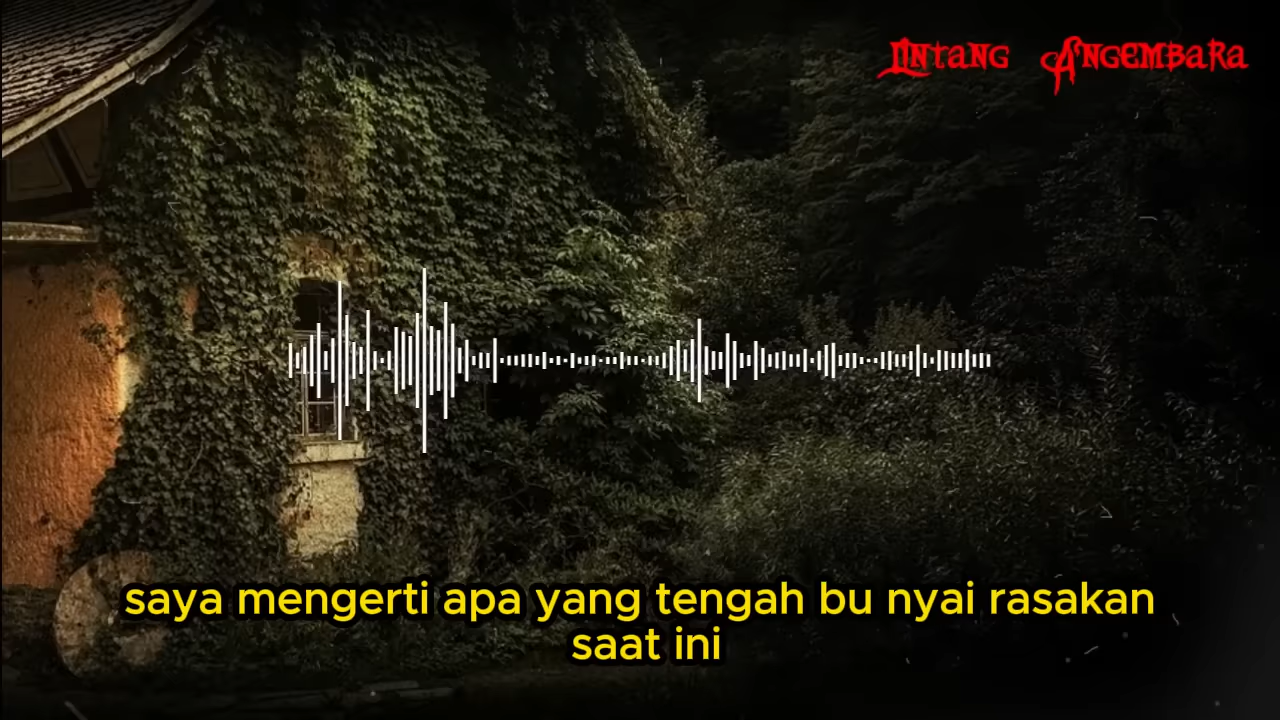 Lintang Angembara
saya mengerti apa yang tengah bu nyai rasakan
saat ini